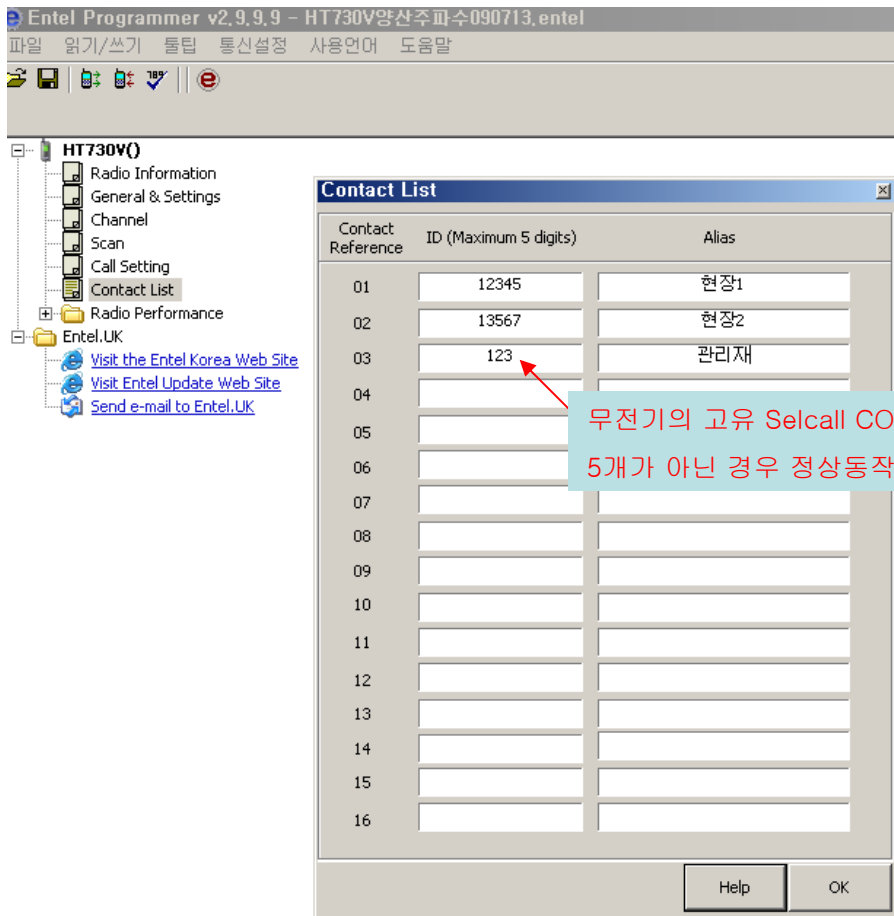 Entel Programmer v2,9,9,9 - HT730V양산주파수090713,entel
파일 읽기/쓰기 툴팁 통신설정 사용언어 도움말
HT730V()
Radio Information
General & Settings
Channel
Scan
Call Setting
Contact List
Radio Performance
Entel.UK
Visit the Entel Korea Web Site
Visit Entel Update Web Site
Send e-mail to Entel.UK
Contact List
Contact Reference ID (Maximum 5 digits) Alias
01 12345 현장1
02 13567 현장2
03 123 관리재
04
무전기의 고유 Selcall CO
05
5개가 아닌 경우 정상동작
06
07
08
09
10
11
12
13
14
15
16
Help OK